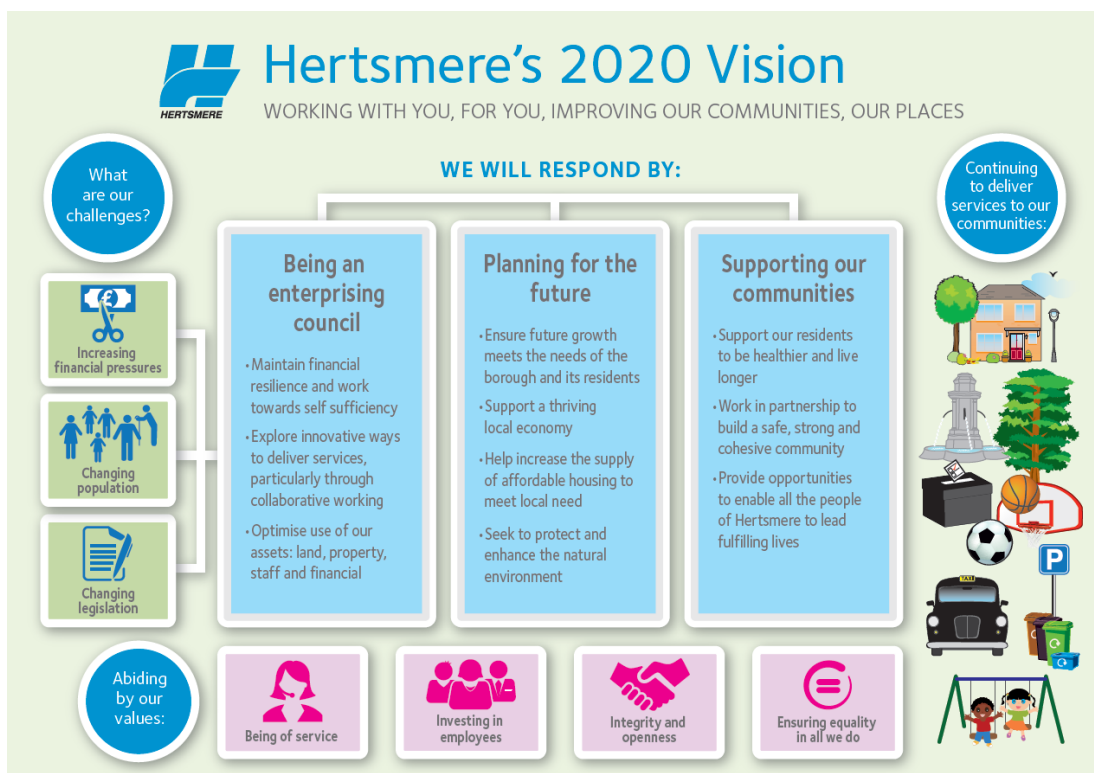 Hertsmere's 2020 Vision
HERTSMERE
WORKING WITH YOU, FOR YOU, IMPROVING OUR COMMUNITIES, OUR PLACES
What
are our
challenges?
WE WILL RESPOND BY:
Continuing
to deliver
services to our
communities:
£
Increasing
financial pressures
Changing
population
Changing
legislation
Being an
enterprising
council
•Maintain financial
resilience and work
towards self sufficiency
•Explore innovative ways
to deliver services,
particularly through
collaborative working
•Optimise use of our
assets: land, property,
staff and financial
Planning for the
future
•Ensure future growth
meets the needs of the
borough and its residents
•Support a thriving
local economy
•Help increase the supply
of affordable housing to
meet local need
•Seek to protect and
enhance the natural
environment
Supporting our
communities
•Support our residents
to be healthier and live
longer
•Work in partnership to
build a safe, strong and
cohesive community
•Provide opportunities
to enable all the people
of Hertsmere to lead
fulfilling lives
P
TAXI
Abiding
by our
values:
Being of service
Investing in
employees
Integrity and
openness
Ensuring equality
in all we do